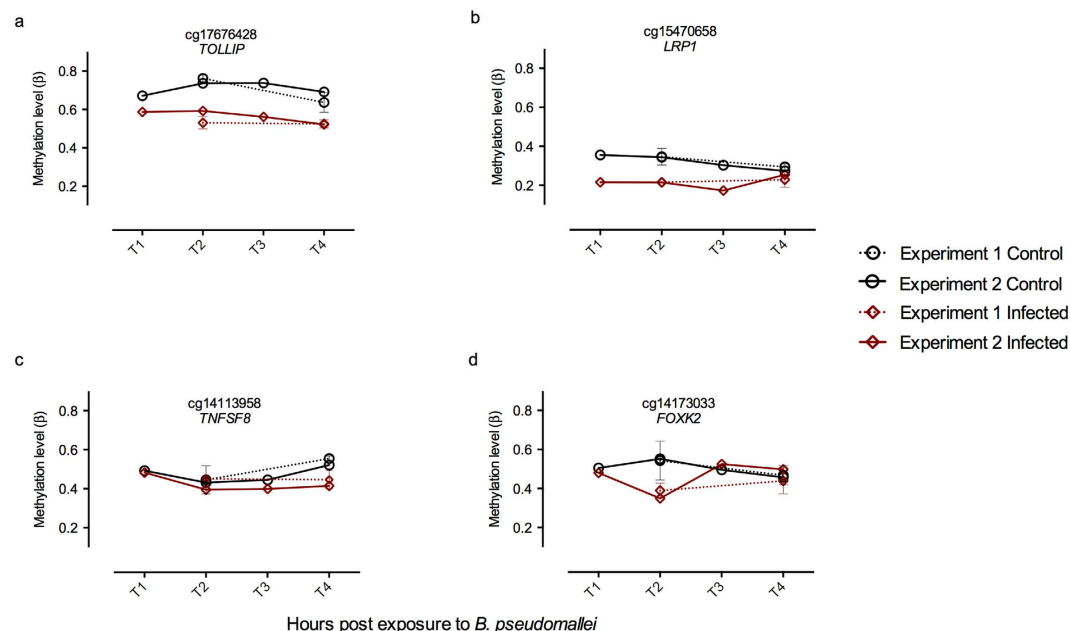 a
cg17676428
TOLLIP
Methylation level (β)
0.8
0.6
0.4
0.2
T1 T2 T3 T4
b
cg15470658
LRP1
Methylation level (β)
0.8
0.6
0.4
0.2
T1 T2 T3 T4
Experiment 1 Control
Experiment 2 Control
Experiment 1 Infected
Experiment 2 Infected
c
cg14113958
TNFSF8
Methylation level (β)
0.8
0.6
0.4
0.2
T1 T2 T3 T4
d
cg14173033
FOXK2
Methylation level (β)
0.8
0.6
0.4
0.2
T1 T2 T3 T4
Hours post exposure to B. pseudomallei